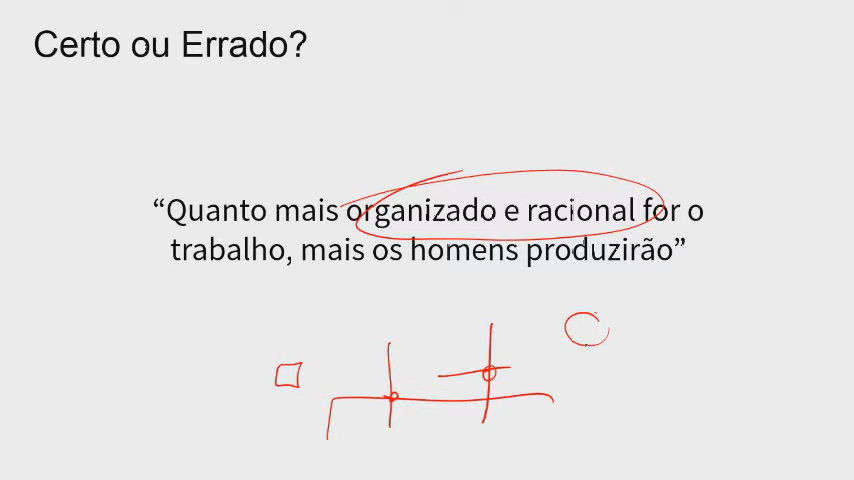 Certo ou Errado?
“Quanto mais organizado e racional for o
trabalho, mais os homens produzirão”